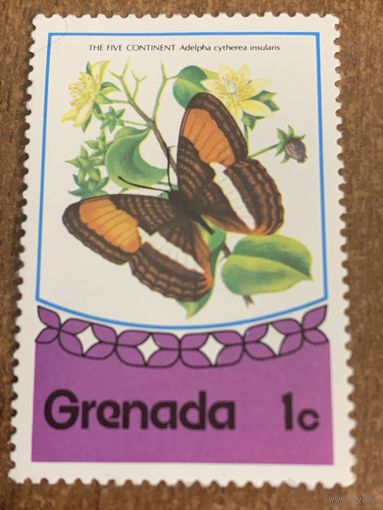 THE FIVE CONTINENT Adelpha cytherea insularis
Grenada 1c